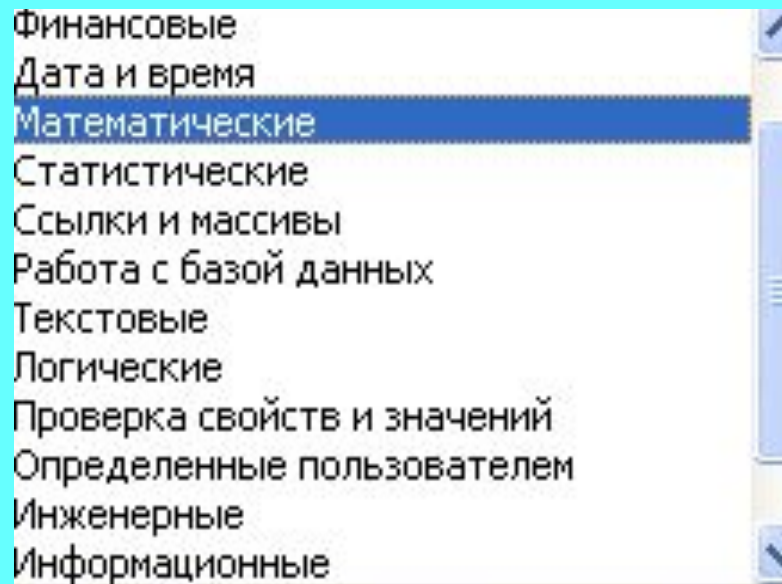 Финансовые
Дата и время
Математические
Статистические
Ссылки и массивы
Работа с базой данных
Текстовые
Логические
Проверка свойств и значений
Определенные пользователем
Инженерные
Информационные